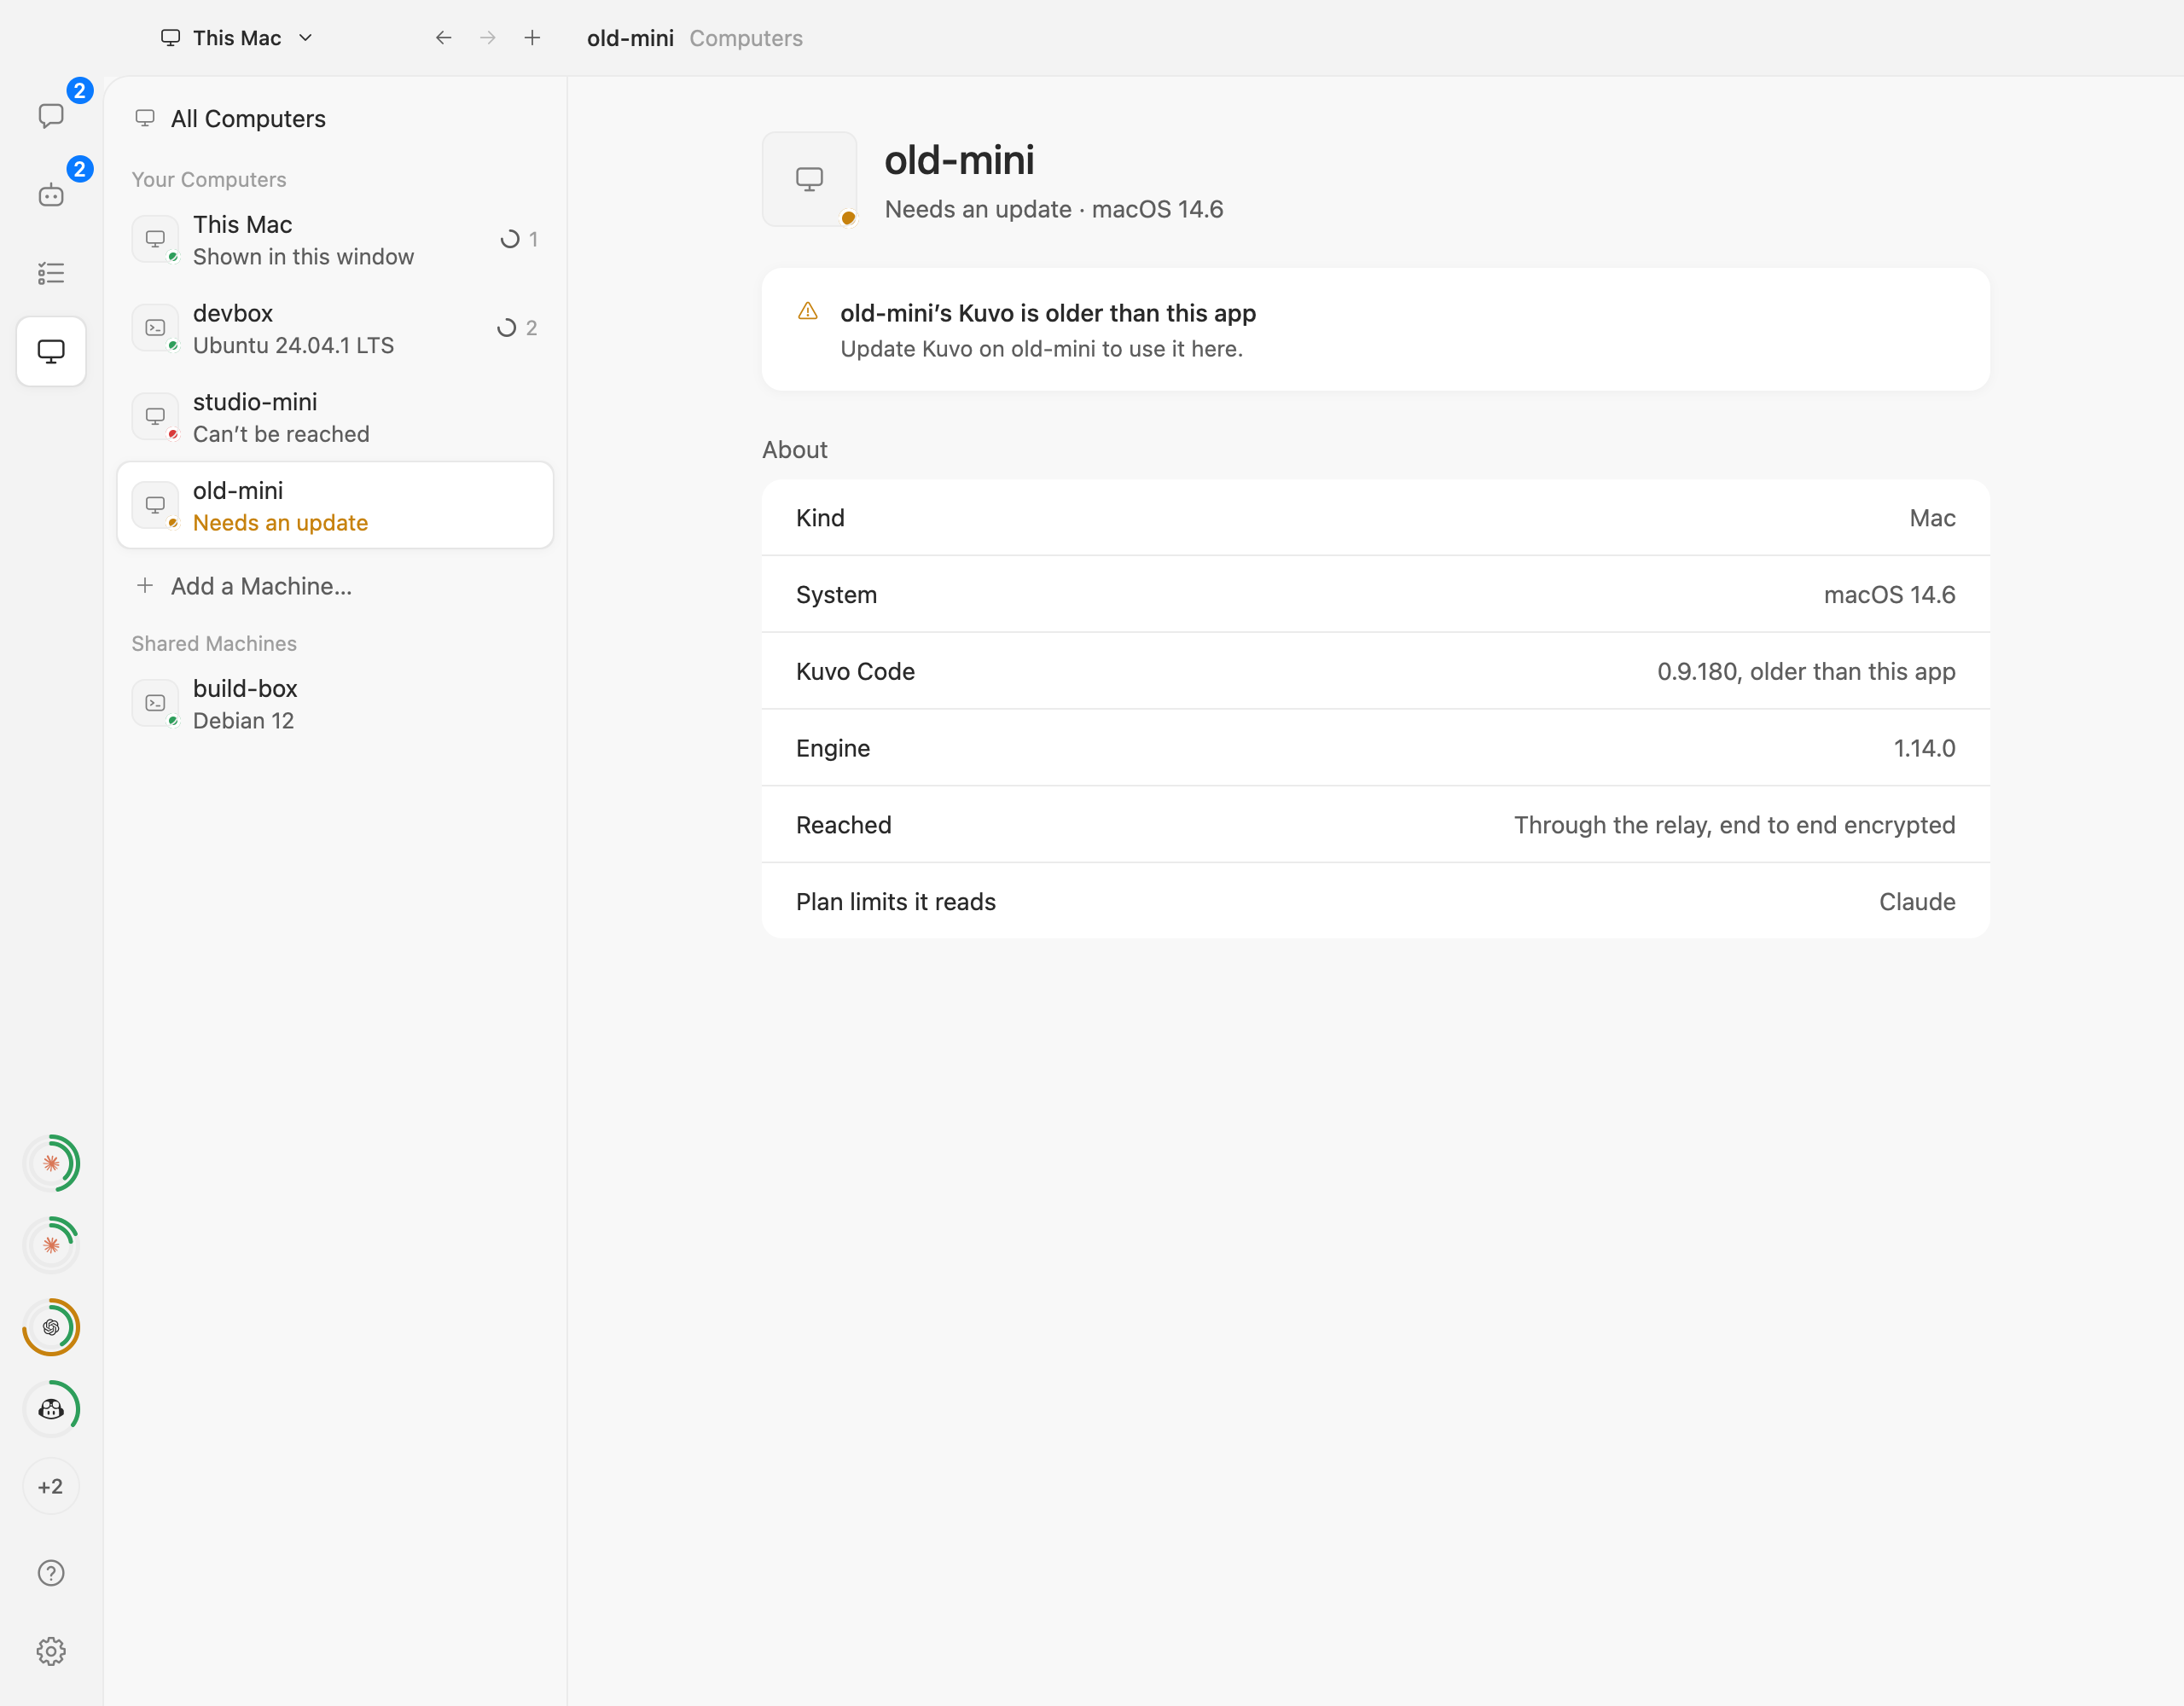 This Mac
old-mini Computers
2
2
All Computers
Your Computers
This Mac
Shown in this window
1
devbox
Ubuntu 24.04.1 LTS
2
studio-mini
Can’t be reached
old-mini
Needs an update
Add a Machine...
Shared Machines
build-box
Debian 12
+2
old-mini
Needs an update · macOS 14.6
old-mini’s Kuvo is older than this app
Update Kuvo on old-mini to use it here.
About
Kind Mac
System macOS 14.6
Kuvo Code 0.9.180, older than this app
Engine 1.14.0
Reached Through the relay, end to end encrypted
Plan limits it reads Claude